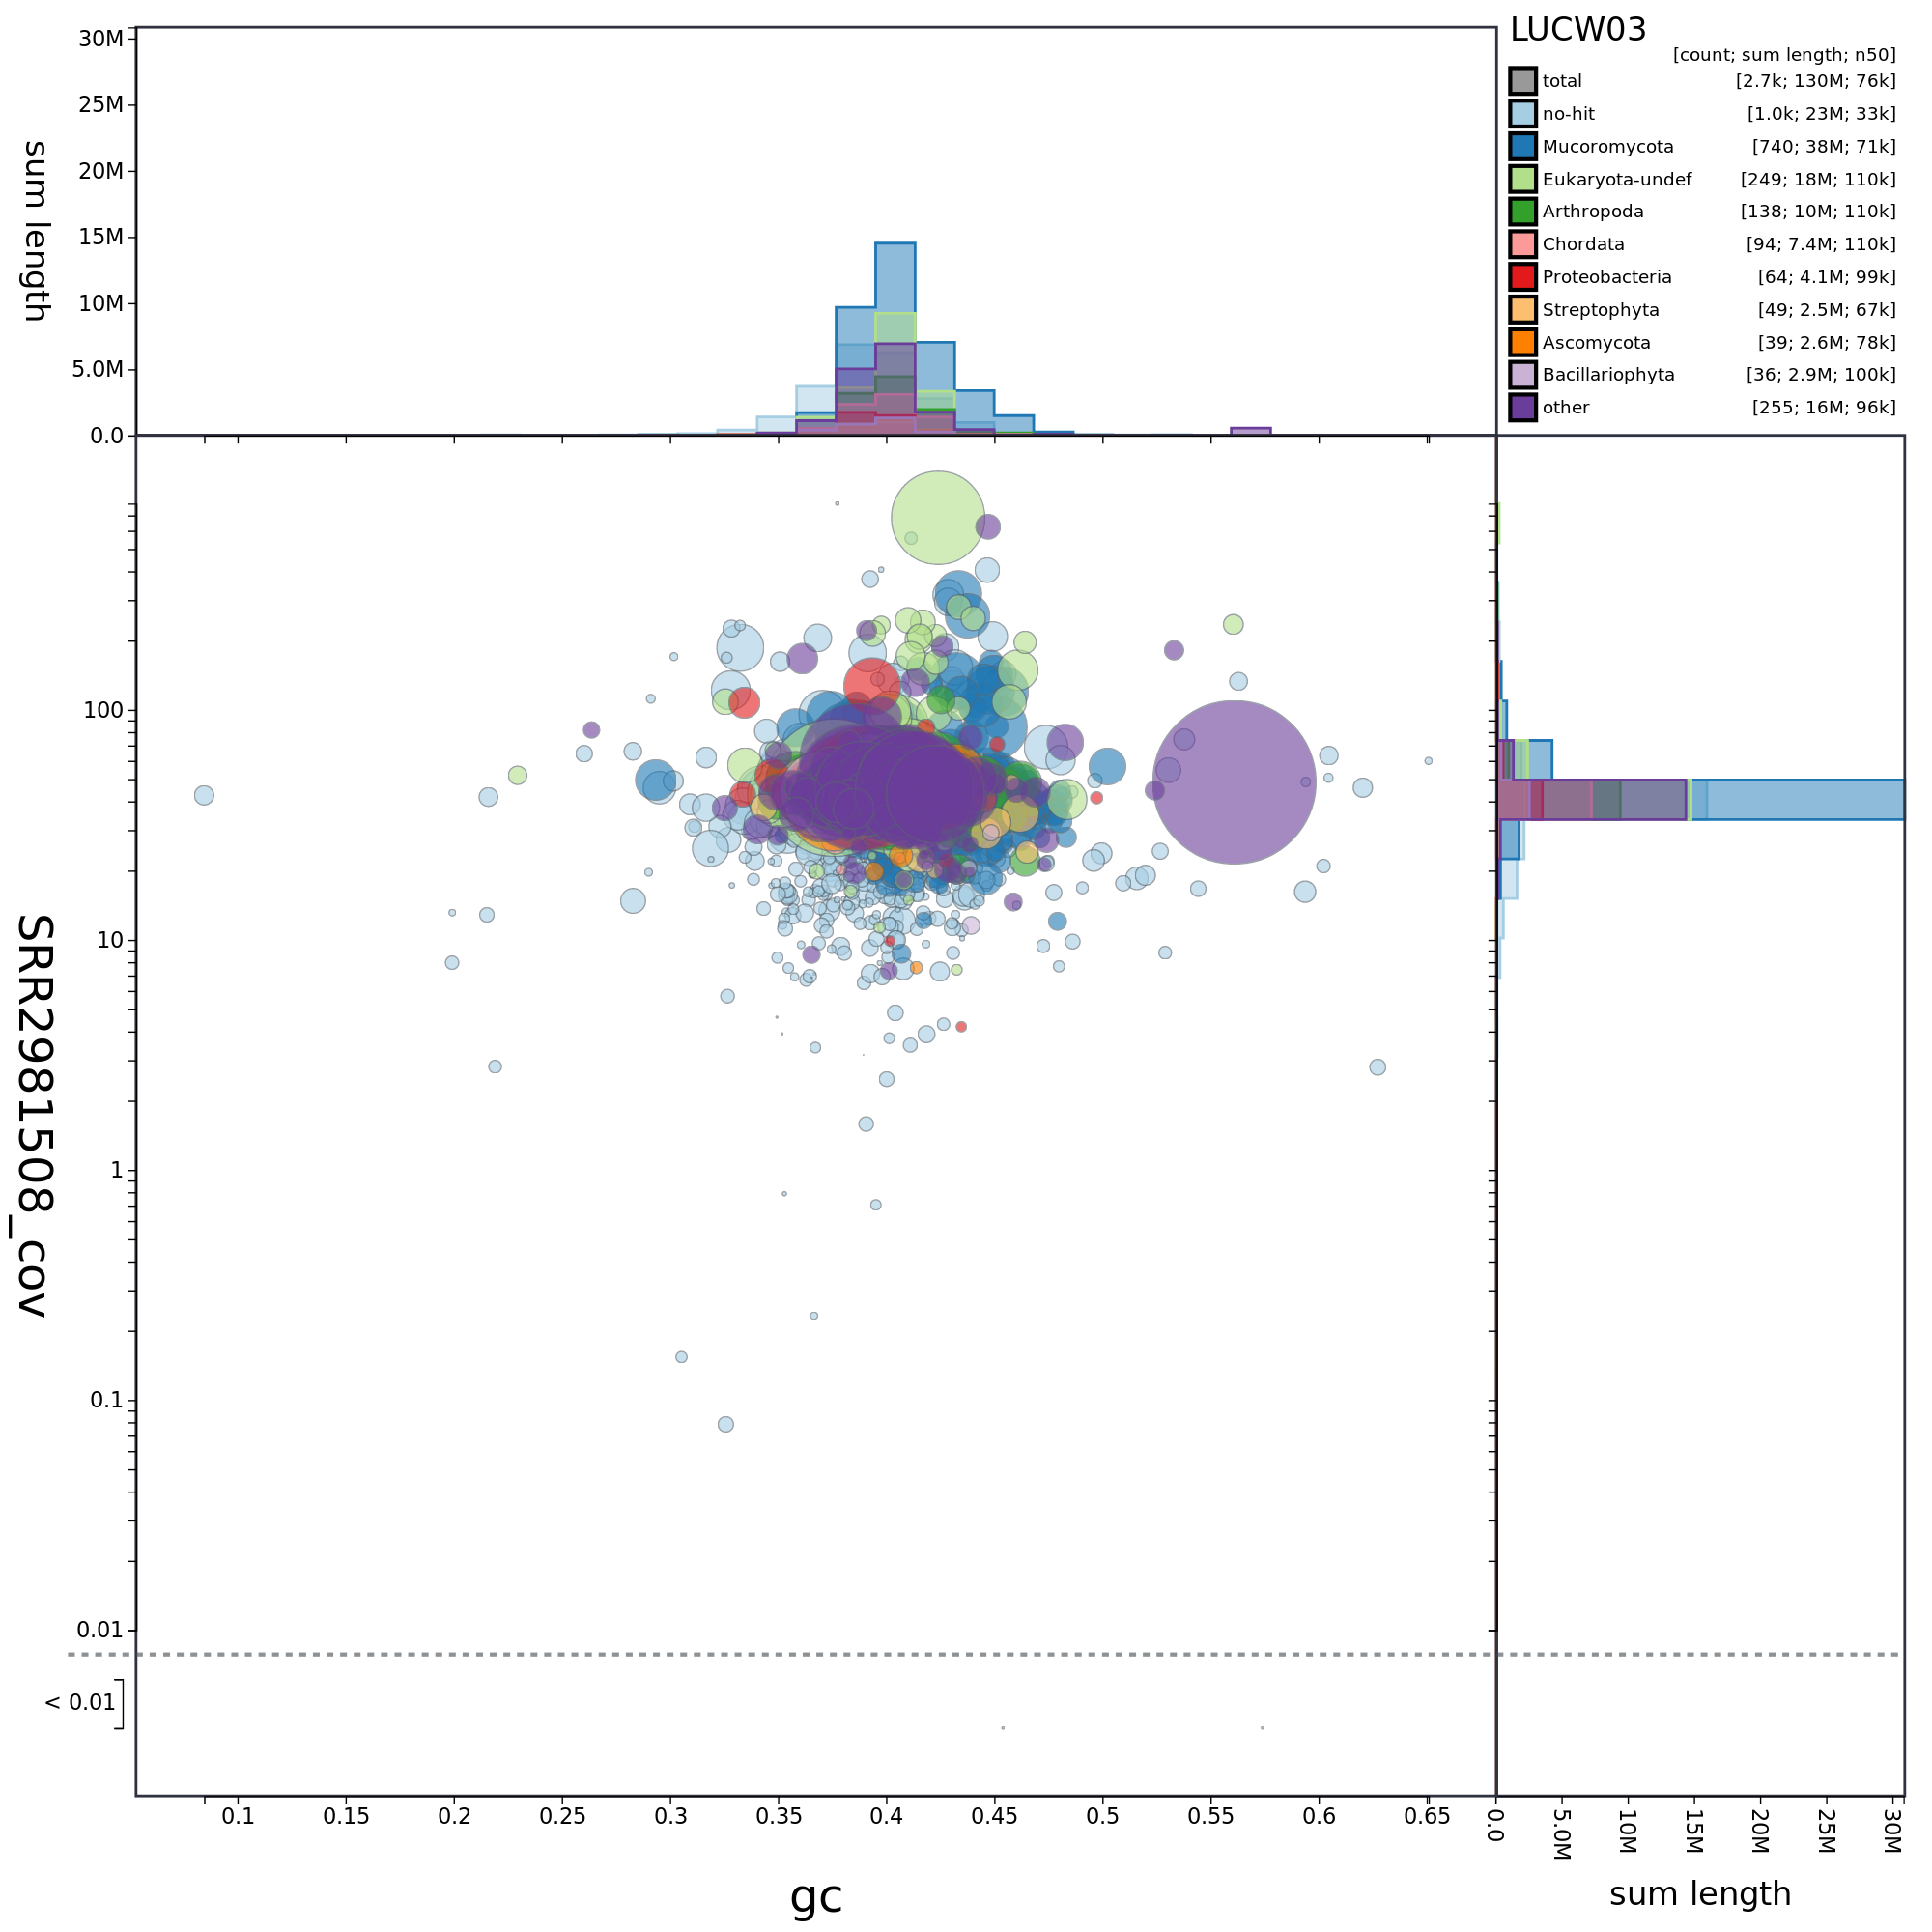 LUCW03
[count; sum length; n50]
total [2.7k; 130M; 76k]
no-hit [1.0k; 23M; 33k]
Mucoromycota [740; 38M; 71k]
Eukaryota-undef [249; 18M; 110k]
Arthropoda [138; 10M; 110k]
Chordata [94; 7.4M; 110k]
Proteobacteria [64; 4.1M; 99k]
Streptophyta [49; 2.5M; 67k]
Ascomycota [39; 2.6M; 78k]
Bacillariophyta [36; 2.9M; 100k]
other [255; 16M; 96k]
sum length
30M
25M
20M
15M
10M
5.0M
0.0
SRR2981508_cov
100
10
1
0.1
0.01
< 0.01
0.1 0.15 0.2 0.25 0.3 0.35 0.4 0.45 0.5 0.55 0.6 0.65
gc
0.0 5.0M 10M 15M 20M 25M 30M
sum length